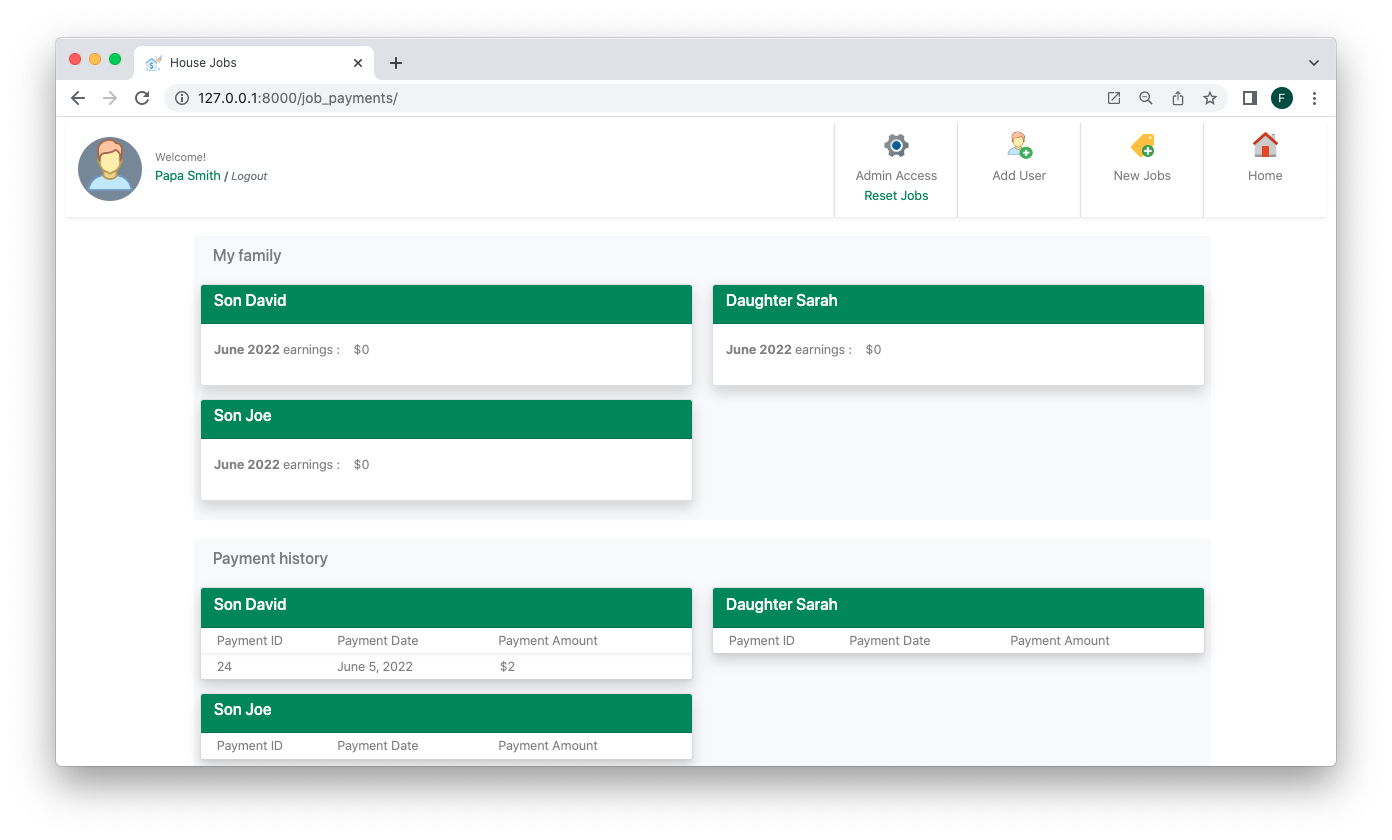 House Jobs
127.0.0.1:8000/job_payments/
F
Welcome!
Papa Smith / Logout
Admin Access
Reset Jobs
Add User
New Jobs
Home
My family
Son David
June 2022 earnings : $0
Daughter Sarah
June 2022 earnings : $0
Son Joe
June 2022 earnings : $0
Payment history
Son David
Payment ID Payment Date Payment Amount
24 June 5, 2022 $2
Daughter Sarah
Payment ID Payment Date Payment Amount
Son Joe
Payment ID Payment Date Payment Amount